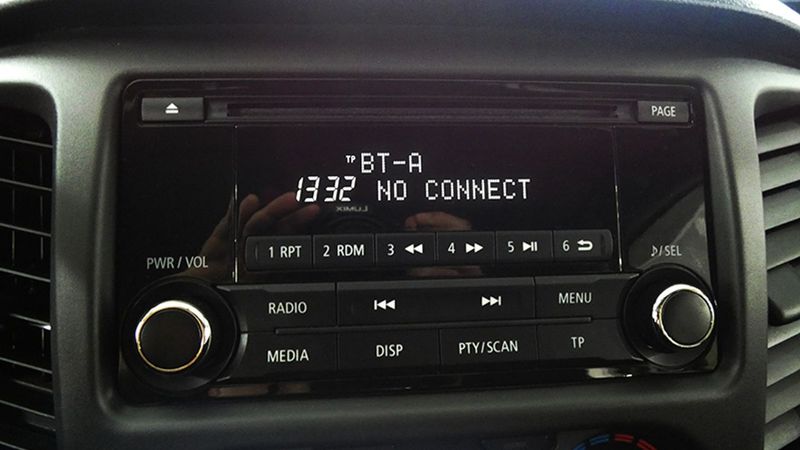 PAGE
TP BT-A
1332 NO CONNECT
1 RPT 2 RDM 3 4 5 6
PWR / VOL
/ SEL
RADIO MENU
MEDIA DISP PTY/SCAN TP